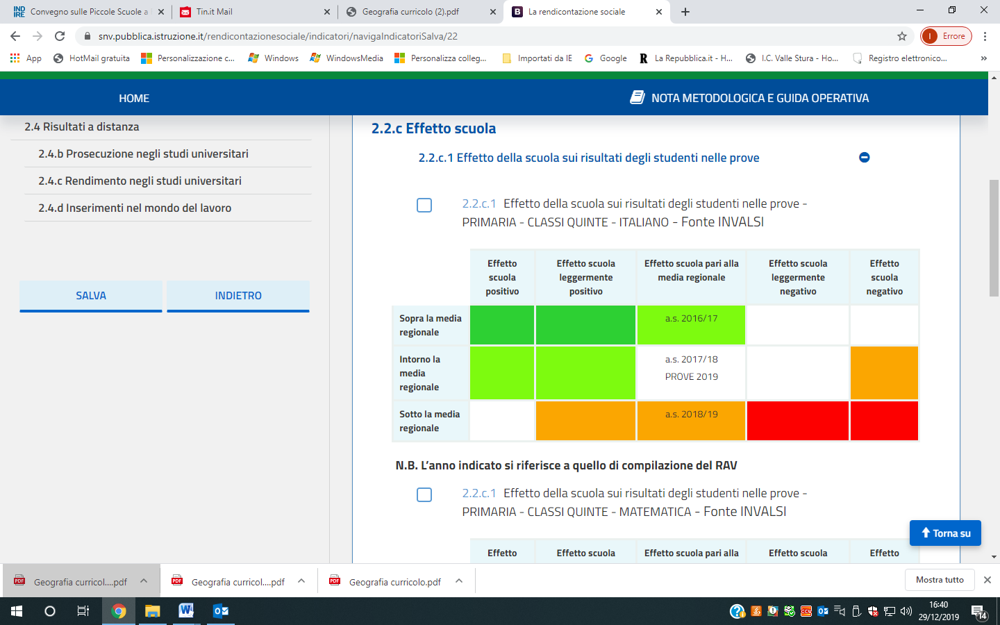 IND IRE
Convegno sulle Piccole Scuole a
Tin.it Mail
Geografia curricolo (2).pdf
La rendicontazione sociale
snv.pubblica.istruzione.it/rendicontazionesociale/indicatori/navigaIndicatoriSalva/22
I Errore
App
HotMail gratuita
Personalizzazione c...
Windows
WindowsMedia
Personalizza colleg...
Importati da IE
Google
La Repubblica.it - H...
I.C. Valle Stura - Ho...
Registro elettronico...
»
HOME
NOTA METODOLOGICA E GUIDA OPERATIVA
2.4 Risultati a distanza
2.4.b Prosecuzione negli studi universitari
2.4.c Rendimento negli studi universitari
2.4.d Inserimenti nel mondo del lavoro
SALVA
INDIETRO
2.2.c Effetto scuola
2.2.c.1 Effetto della scuola sui risultati degli studenti nelle prove
2.2.c.1 Effetto della scuola sui risultati degli studenti nelle prove -
PRIMARIA - CLASSI QUINTE - ITALIANO - Fonte INVALSI
Effetto scuola positivo
Effetto scuola leggermente positivo
Effetto scuola pari alla media regionale
Effetto scuola leggermente negativo
Effetto scuola negativo
Sopra la media regionale
a.s. 2016/17
Intorno la media regionale
a.s. 2017/18
PROVE 2019
Sotto la media regionale
a.s. 2018/19
N.B. L'anno indicato si riferisce a quello di compilazione del RAV
2.2.c.1 Effetto della scuola sui risultati degli studenti nelle prove -
PRIMARIA - CLASSI QUINTE - MATEMATICA - Fonte INVALSI
Effetto
Effetto scuola
Effetto scuola pari alla
Effetto scuola
Effetto
Torna su
Geografia curricol....pdf
Geografia curricol....pdf
Geografia curricolo.pdf
Mostra tutto
16:40
29/12/2019
14